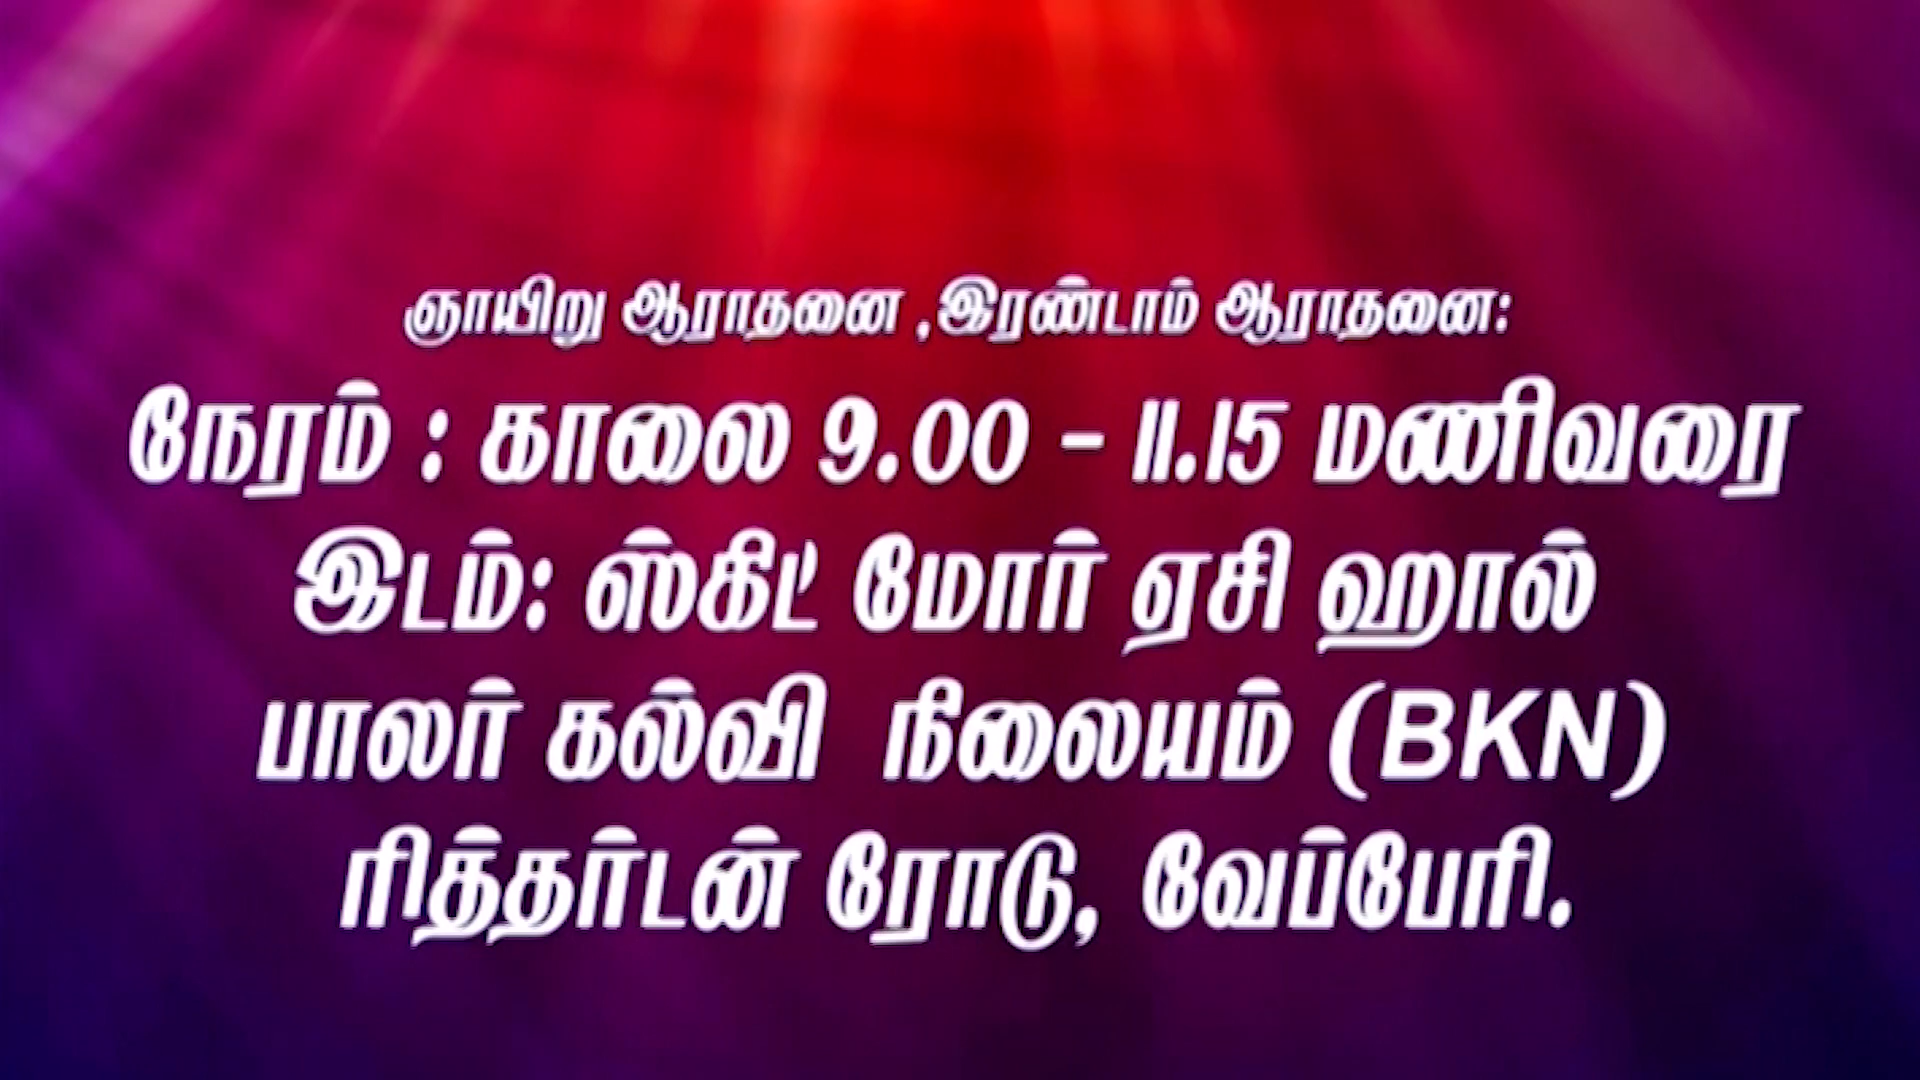 ஞாயிறு ஆராதனை ,இரண்டாம் ஆராதனை:
நேரம் : காலை 9.00 - 11.15 மணிவரை
இடம்: ஸ்கிட் மோர் ஏசி ஹால்
பாலர் கல்வி நிலையம் (BKN)
ரித்தர்டன் ரோடு, வேப்பேரி.